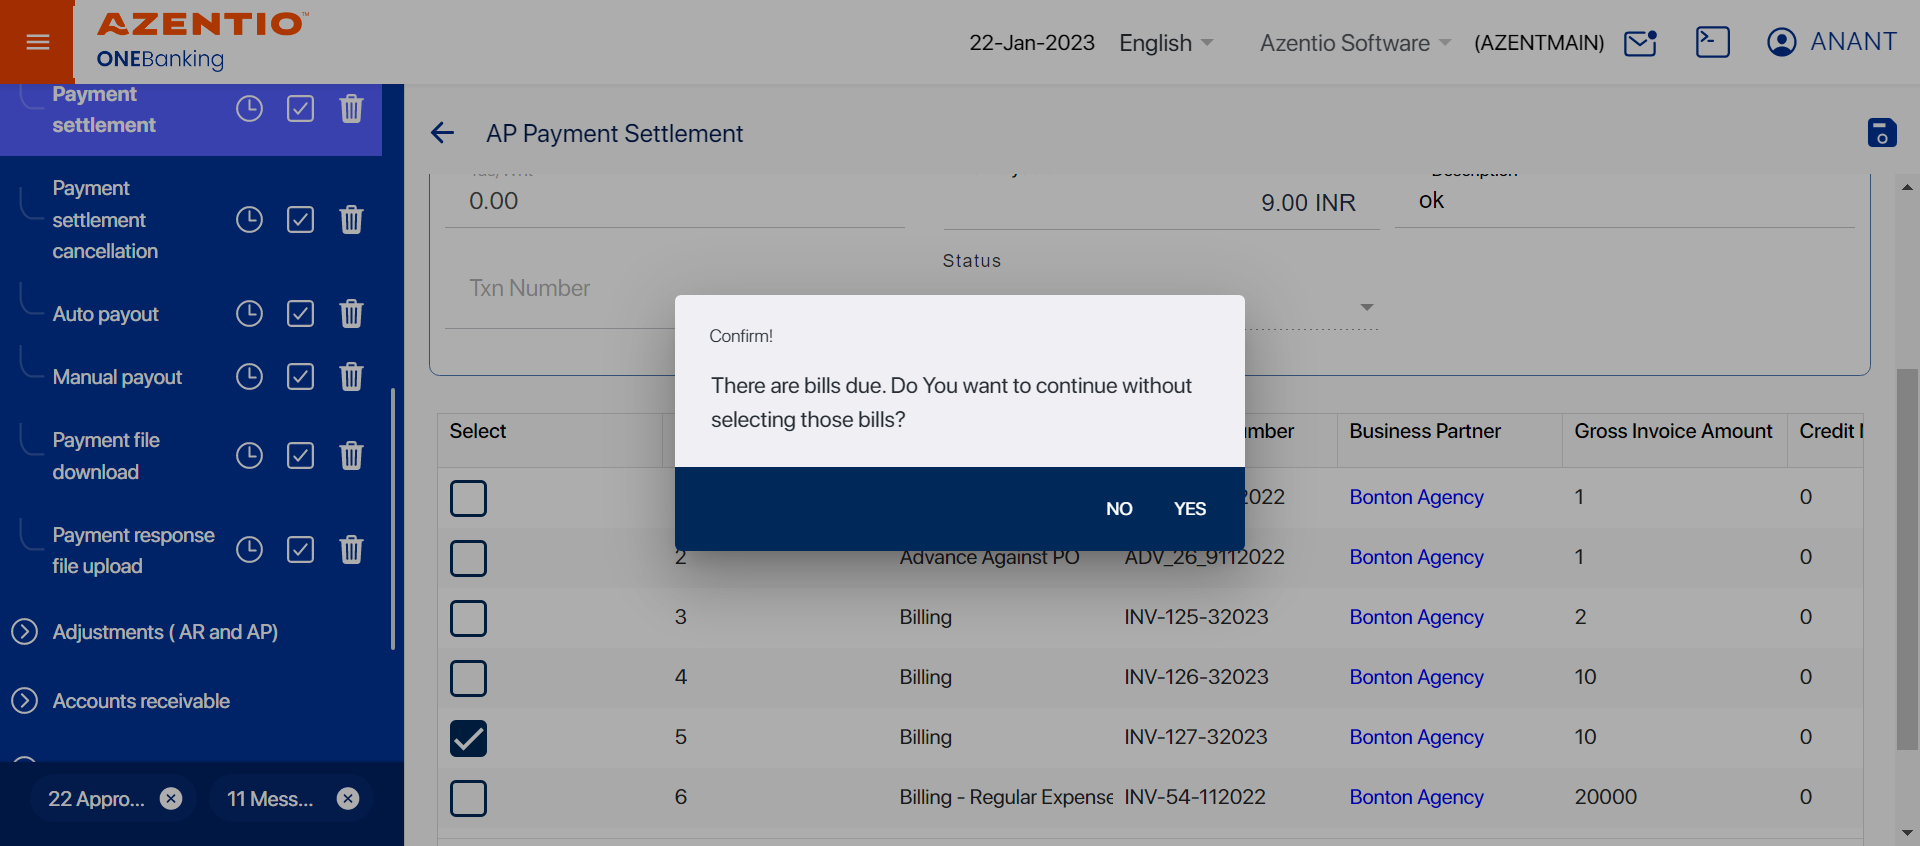 AZENTIO™
ONEBanking
22-Jan-2023 English Azentio Software (AZENTMAIN) ANANT
Payment
settlement
Payment
settlement
cancellation
Auto payout
Manual payout
Payment file
download
Payment response
file upload
Adjustments ( AR and AP)
Accounts receivable
22 Appro...
11 Mess...
AP Payment Settlement
Description
0.00
9.00 INR
ok
Status
Txn Number
Confirm!
There are bills due. Do You want to continue without
selecting those bills?
NO YES
Select Business Partner Gross Invoice Amount Credit
Bonton Agency 1 0
2 Advance Against PO ADV_26_9112022 Bonton Agency 1 0
3 Billing INV-125-32023 Bonton Agency 2 0
4 Billing INV-126-32023 Bonton Agency 10 0
5 Billing INV-127-32023 Bonton Agency 10 0
6 Billing - Regular Expense INV-54-112022 Bonton Agency 20000 0